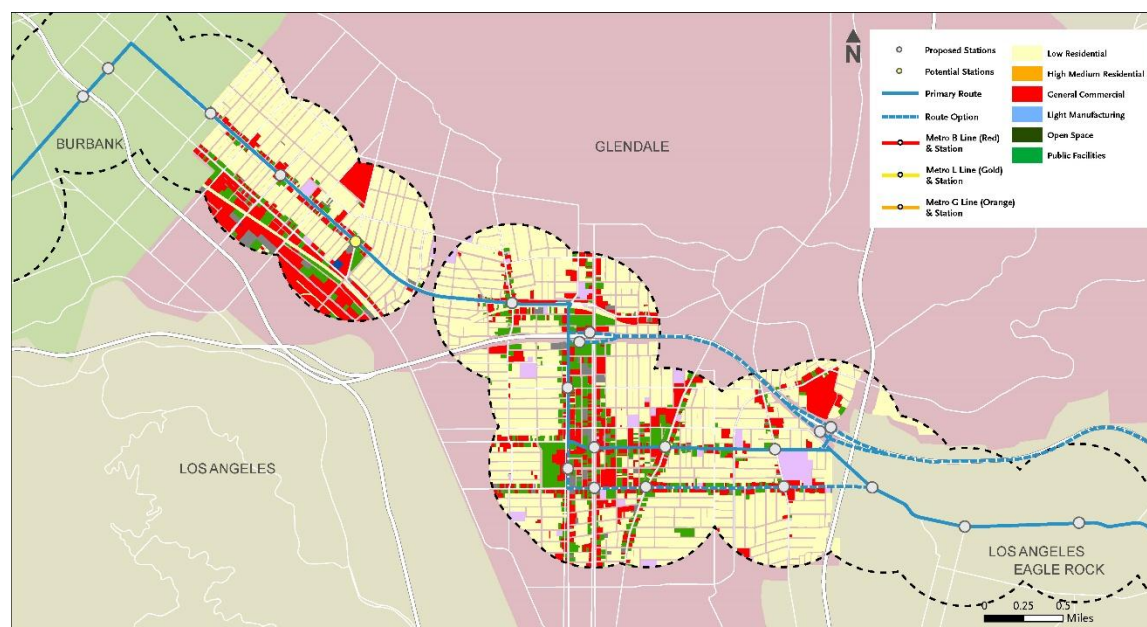 N
Proposed Stations
Potential Stations
Primary Route
Route Option
Metro B Line (Red)
& Station
Metro L Line (Gold)
& Station
Metro G Line (Orange)
& Station
Low Residential
High Medium Residential
General Commercial
Light Manufacturing
Open Space
Public Facilities
BURBANK
GLENDALE
LOS ANGELES
LOS ANGELES
EAGLE ROCK
0 0.25 0.5
Miles